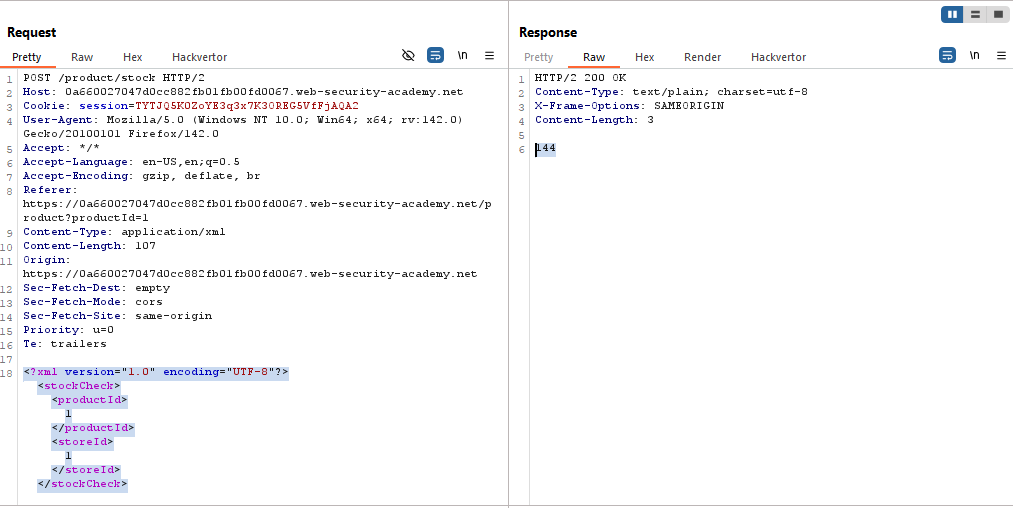 Request
Pretty Raw Hex Hackvertor \n
1 POST /product/stock HTTP/2
2 Host: 0a660027047d0cc882fb01fb00fd0067.web-security-academy.net
3 Cookie: session=TYTJQ5K0ZoYE3q3x7K30REG5VfFjAQA2
4 User-Agent: Mozilla/5.0 (Windows NT 10.0; Win64; x64; rv:142.0)
Gecko/20100101 Firefox/142.0
5 Accept: */*
6 Accept-Language: en-US,en;q=0.5
7 Accept-Encoding: gzip, deflate, br
8 Referer:
https://0a660027047d0cc882fb01fb00fd0067.web-security-academy.net/p
roduct?productId=1
9 Content-Type: application/xml
10 Content-Length: 107
11 Origin:
https://0a660027047d0cc882fb01fb00fd0067.web-security-academy.net
12 Sec-Fetch-Dest: empty
13 Sec-Fetch-Mode: cors
14 Sec-Fetch-Site: same-origin
15 Priority: u=0
16 Te: trailers
17
18 <?xml version="1.0" encoding="UTF-8"?>
<stockCheck>
<productId>
1
</productId>
<storeId>
1
</storeId>
</stockCheck>
Response
Pretty Raw Hex Render Hackvertor \n
1 HTTP/2 200 OK
2 Content-Type: text/plain; charset=utf-8
3 X-Frame-Options: SAMEORIGIN
4 Content-Length: 3
5
6 144